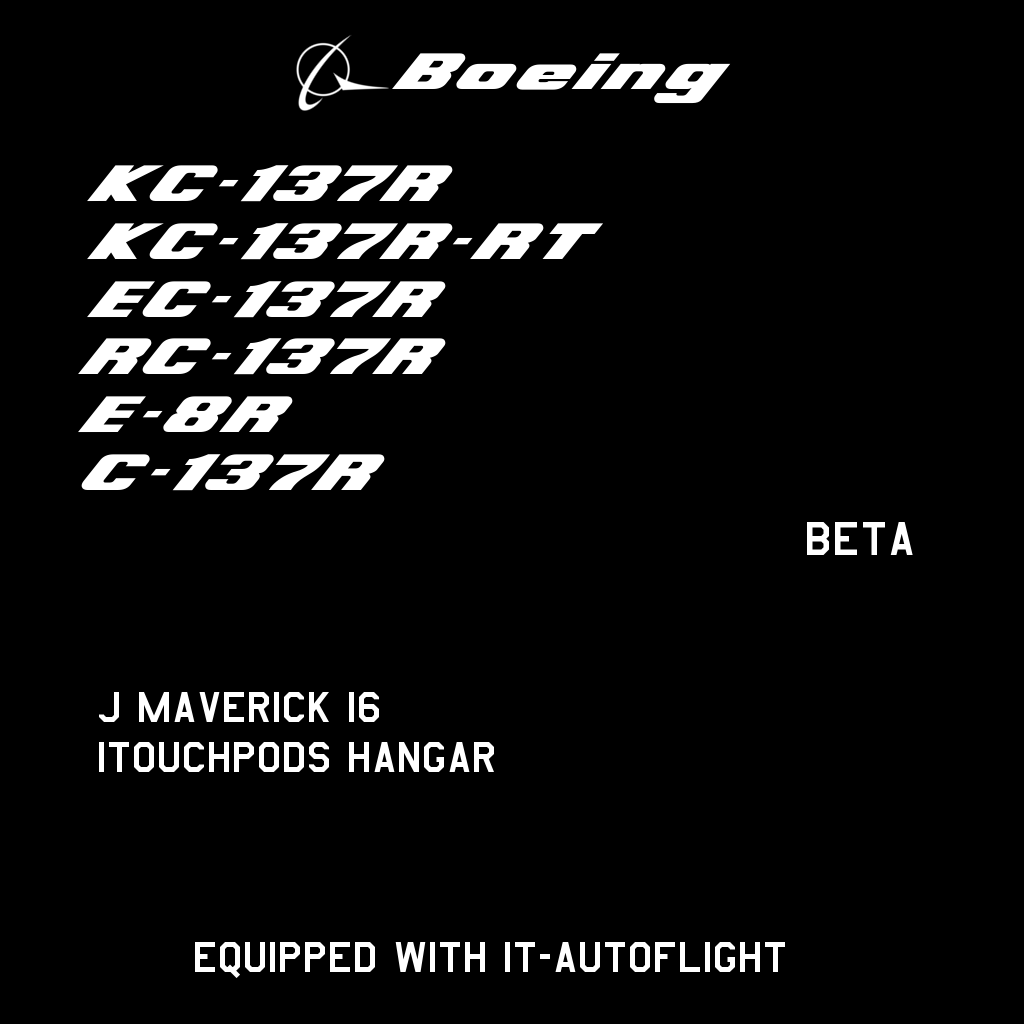 Boeing
KC-137R
KC-137R-RT
EC-137R
RC-137R
E-8R
C-137R
BETA
J MAVERICK 16
ITOUCHPODS HANGAR
EQUIPPED WITH IT-AUTOFLIGHT